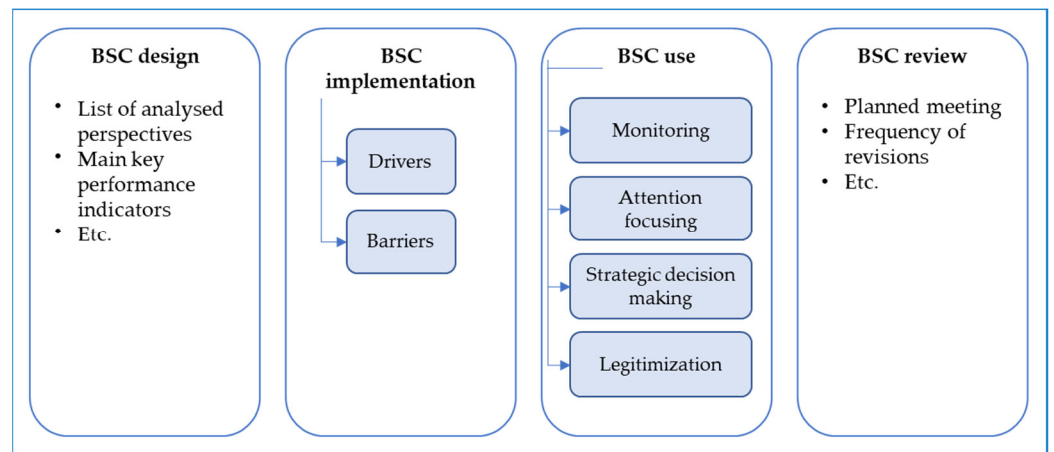 BSC design
• List of analysed
perspectives
• Main key
performance
indicators
• Etc.
BSC
implementation
Drivers
Barriers
BSC use
Monitoring
Attention
focusing
Strategic decision
making
Legitimization
BSC review
• Planned meeting
• Frequency of
revisions
• Etc.